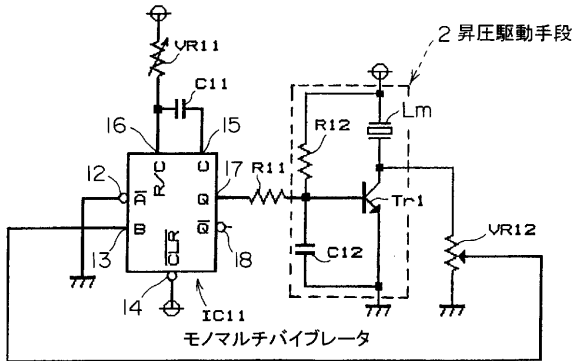 2 昇圧駆動手段
VR11
C11
16
15
Lm
R12
R/C
C
17
12
A
Q
R11
Tr1
B
Q
VR12
13
CLR
18
C12
14
IC11
モノマルチバイブレータ